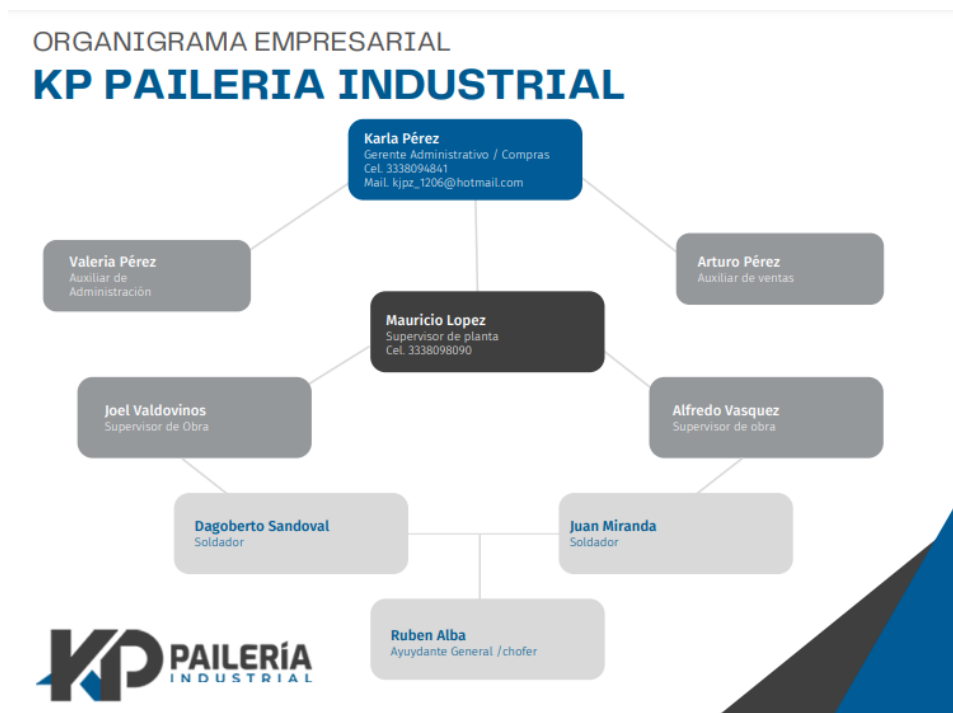 ORGANIGRAMA EMPRESARIAL
KP PAILERIA INDUSTRIAL
Karla Pérez
Gerente Administrativo / Compras
Cel. 3338094841
Mail. kjpz_1206@hotmail.com
Valeria Pérez
Auxiliar de
Administración
Arturo Pérez
Auxiliar de ventas
Mauricio Lopez
Supervisor de planta
Cel. 3338098090
Joel Valdovinos
Supervisor de Obra
Alfredo Vasquez
Supervisor de obra
Dagoberto Sandoval
Soldador
Juan Miranda
Soldador
Ruben Alba
Ayuydante General /chofer
KP PAILERÍA
INDUSTRIAL